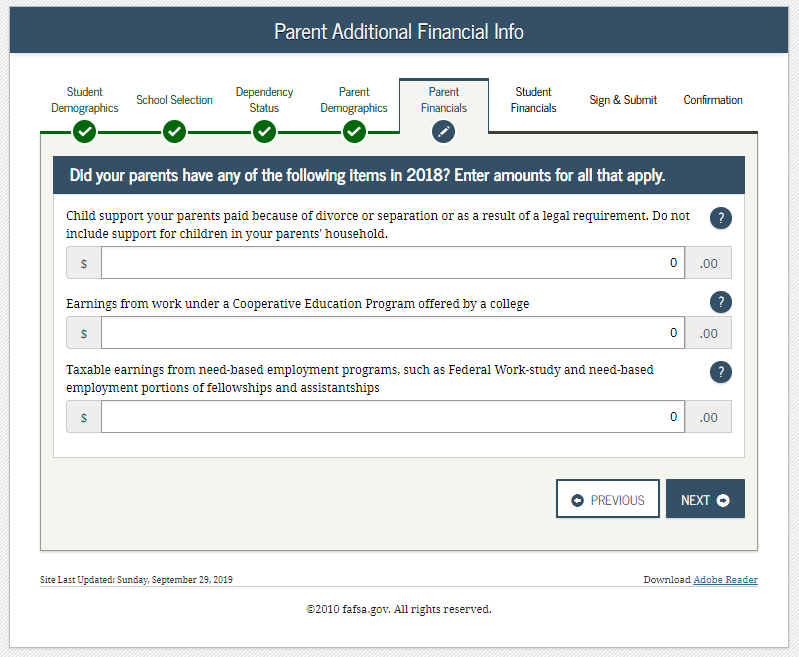 Parent Additional Financial Info
Student
Demographics
School Selection
Dependency
Status
Parent
Demographics
Parent
Financials
Student
Financials
Sign & Submit
Confirmation
Did your parents have any of the following items in 2018? Enter amounts for all that apply.
Child support your parents paid because of divorce or separation or as a result of a legal requirement. Do not
include support for children in your parents' household.
?
$ 0 .00
Earnings from work under a Cooperative Education Program offered by a college
?
$ 0 .00
Taxable earnings from need-based employment programs, such as Federal Work-study and need-based
employment portions of fellowships and assistantships
?
$ 0 .00
PREVIOUS
NEXT
Site Last Updated: Sunday, September 29, 2019
Download Adobe Reader
©2010 fafsa.gov. All rights reserved.